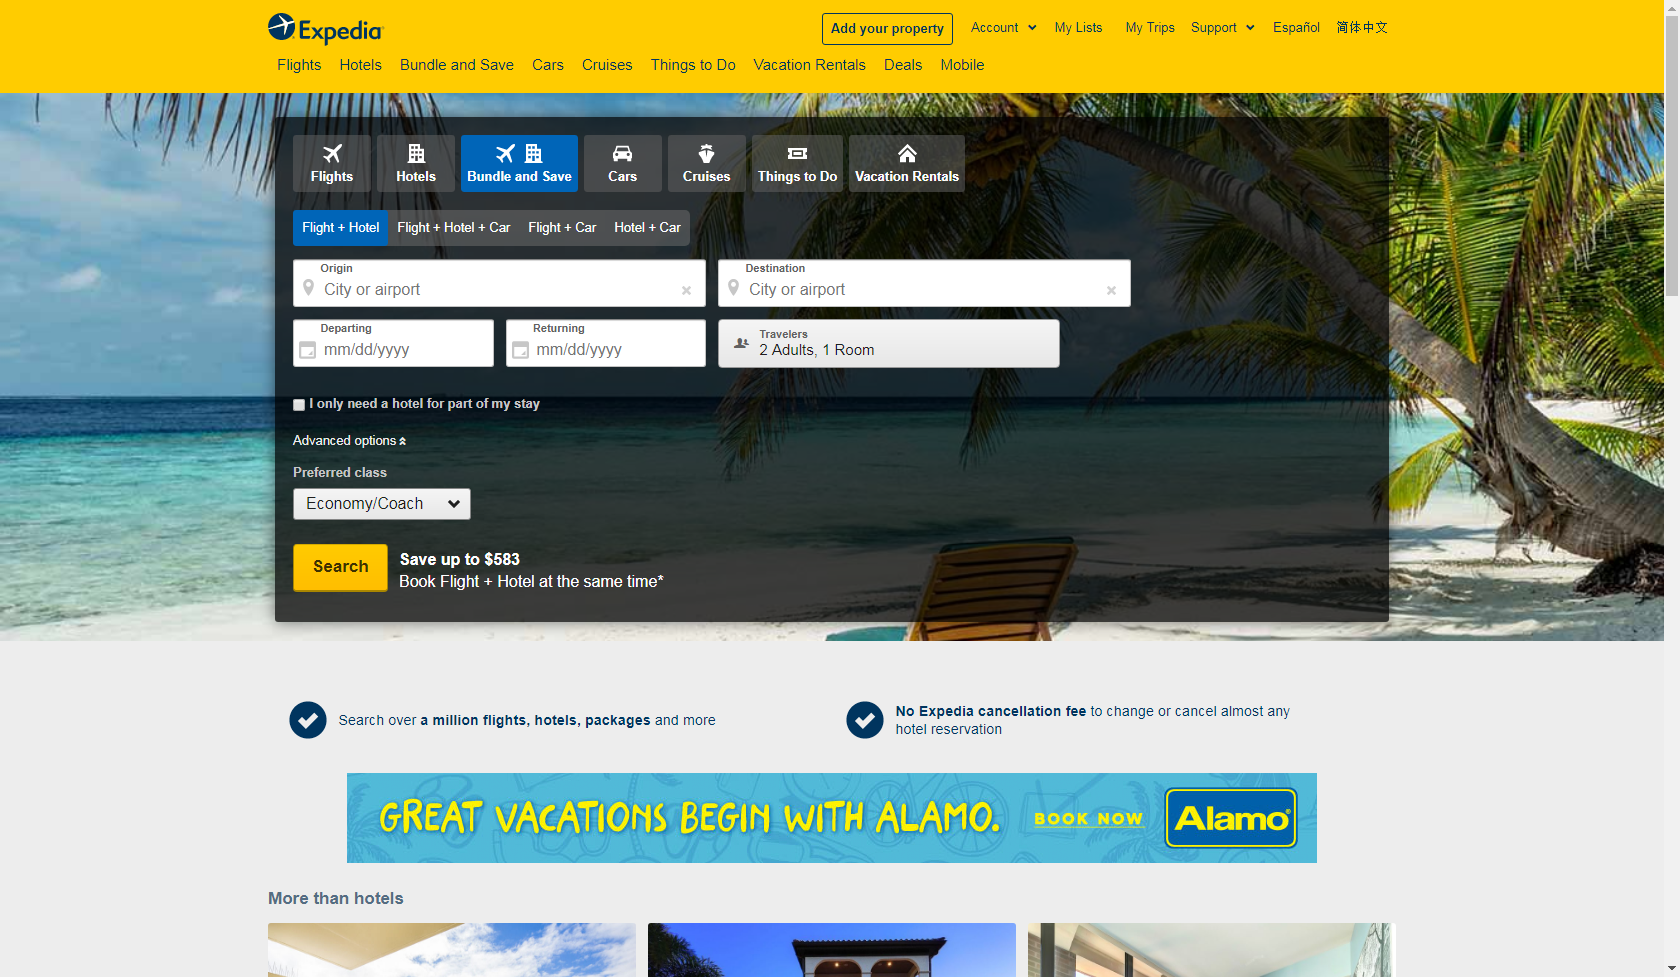 Expedia
Add your property
Account
My Lists
My Trips
Support
Español
简体中文
Flights
Hotels
Bundle and Save
Cars
Cruises
Things to Do
Vacation Rentals
Deals
Mobile
Flights
Hotels
Bundle and Save
Cars
Cruises
Things to Do
Vacation Rentals
Flight + Hotel
Flight + Hotel + Car
Flight + Car
Hotel + Car
Origin
City or airport
Destination
City or airport
Departing
mm/dd/yyyy
Returning
mm/dd/yyyy
Travelers
2 Adults, 1 Room
I only need a hotel for part of my stay
Advanced options
Preferred class
Economy/Coach
Search
Save up to $583
Book Flight + Hotel at the same time*
Search over a million flights, hotels, packages and more
No Expedia cancellation fee to change or cancel almost any
hotel reservation
GREAT VACATIONS BEGIN WITH ALAMO.
BOOK NOW
Alamo
More than hotels